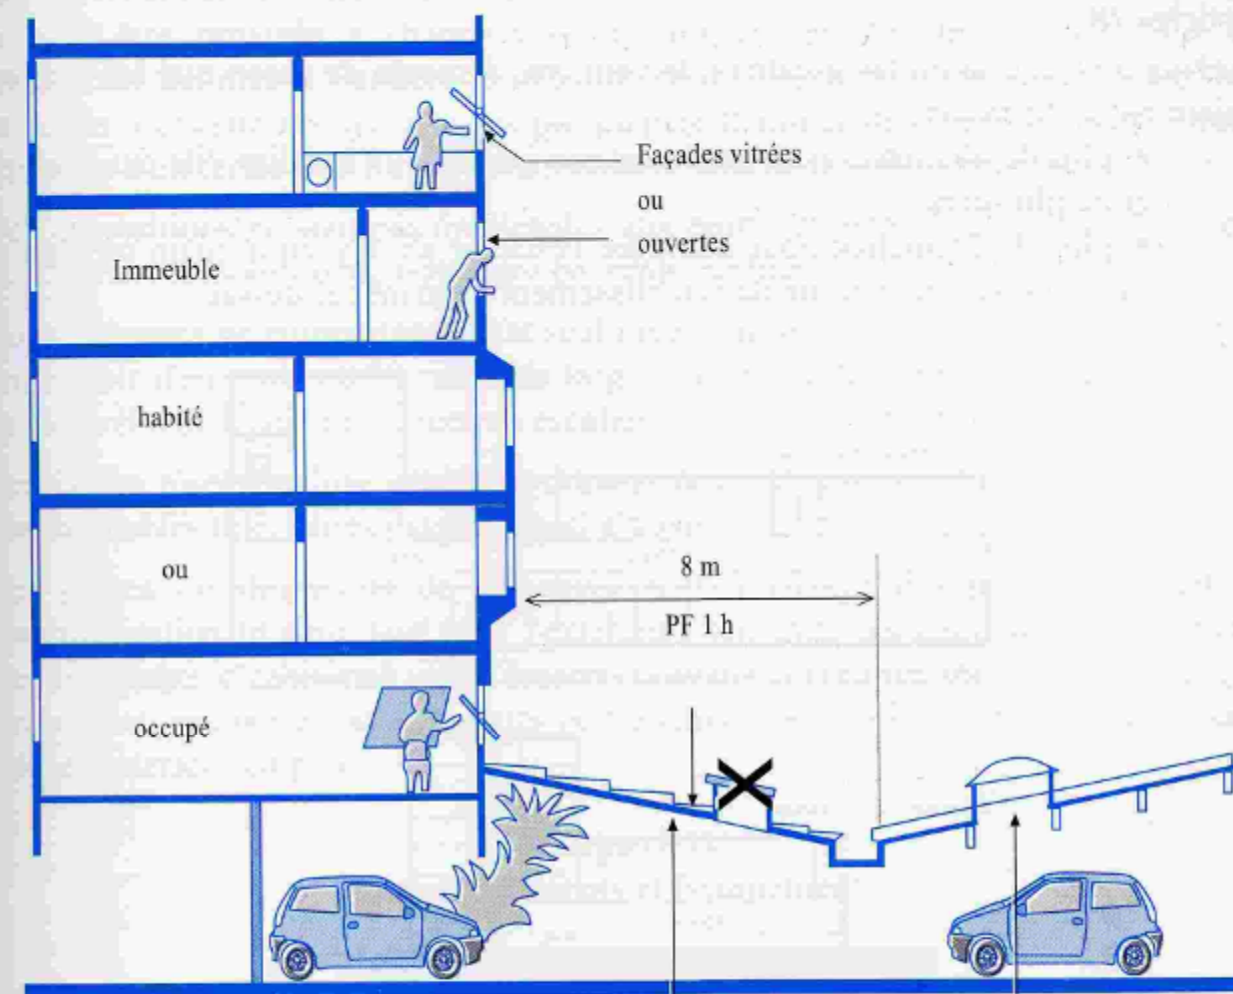 Façades vitrées
ou
ouvertes
Immeuble
habité
ou
occupé
8 m
PF 1 h